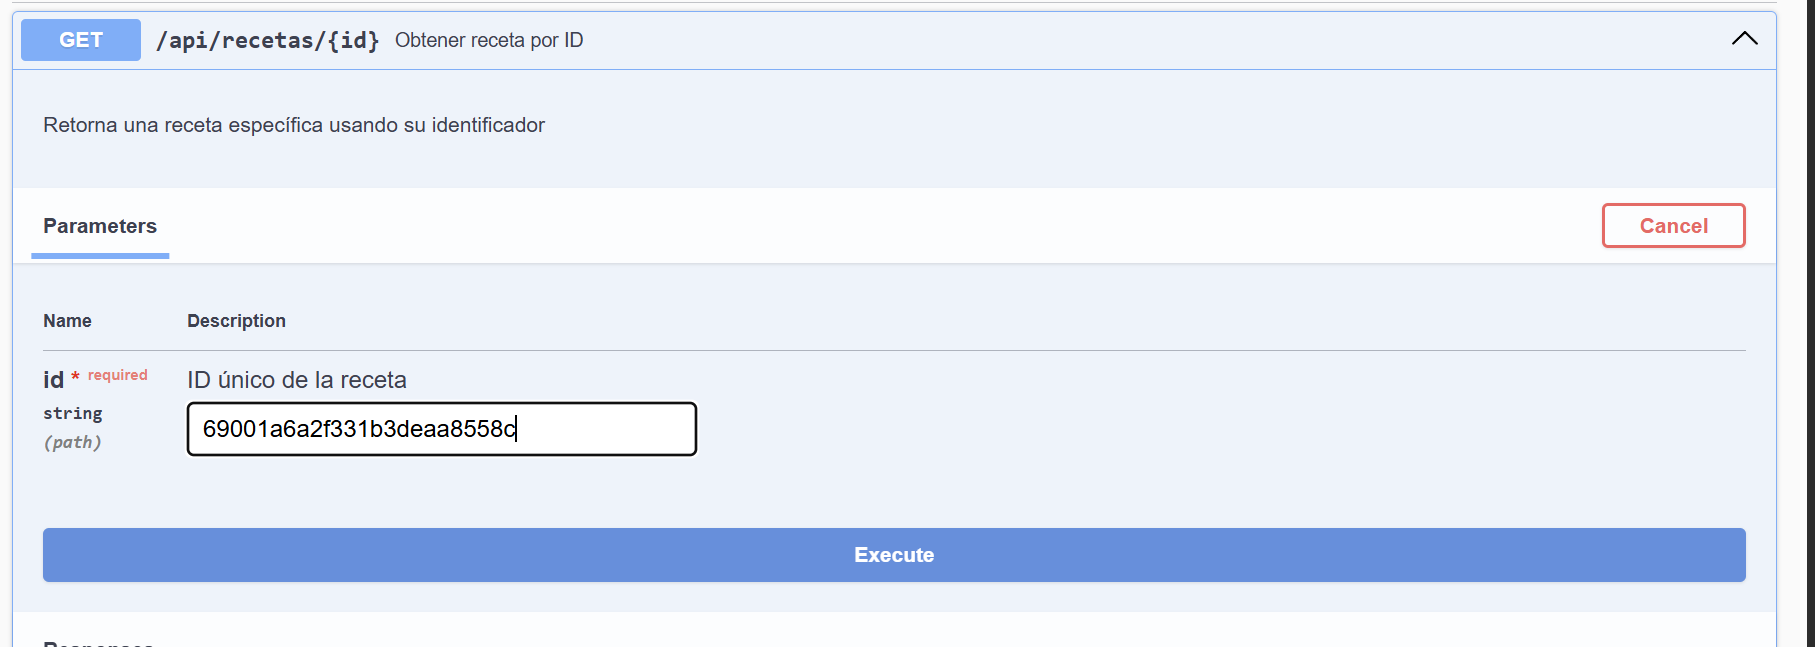 GET /api/recetas/{id} Obtener receta por ID
Retorna una receta específica usando su identificador
Parameters Cancel
Name Description
id * required ID único de la receta
string
(path)
69001a6a2f331b3deaa8558c
Execute
Responses